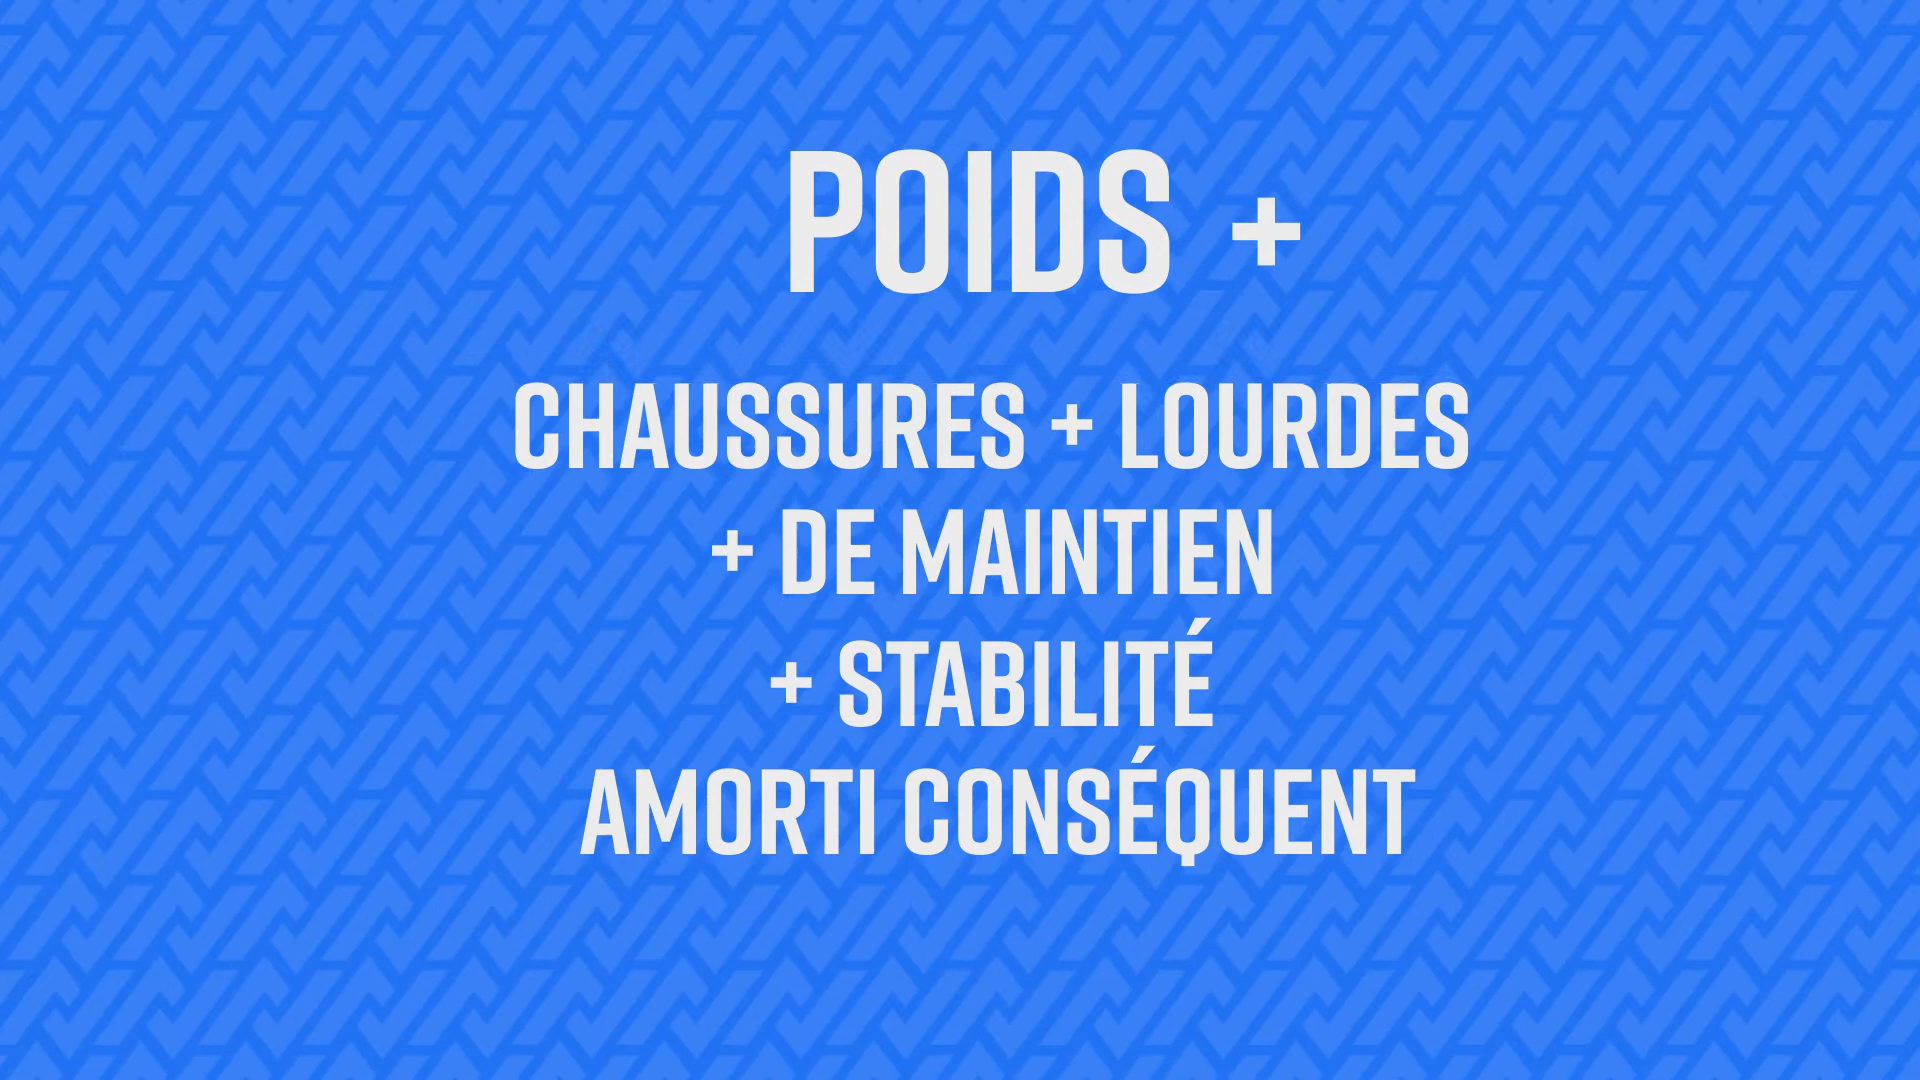 POIDS +
CHAUSSURES + LOURDES
+ DE MAINTIEN
+ STABILITÉ
AMORTI CONSÉQUENT